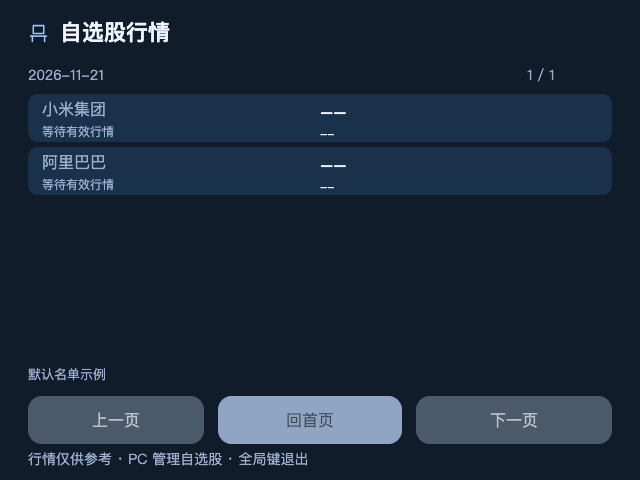 自选股行情
2026-11-21 1 / 1
小米集团 --
等待有效行情 --
阿里巴巴 --
等待有效行情 --
默认名单示例
上一页 回首页 下一页
行情仅供参考 · PC 管理自选股 · 全局键退出